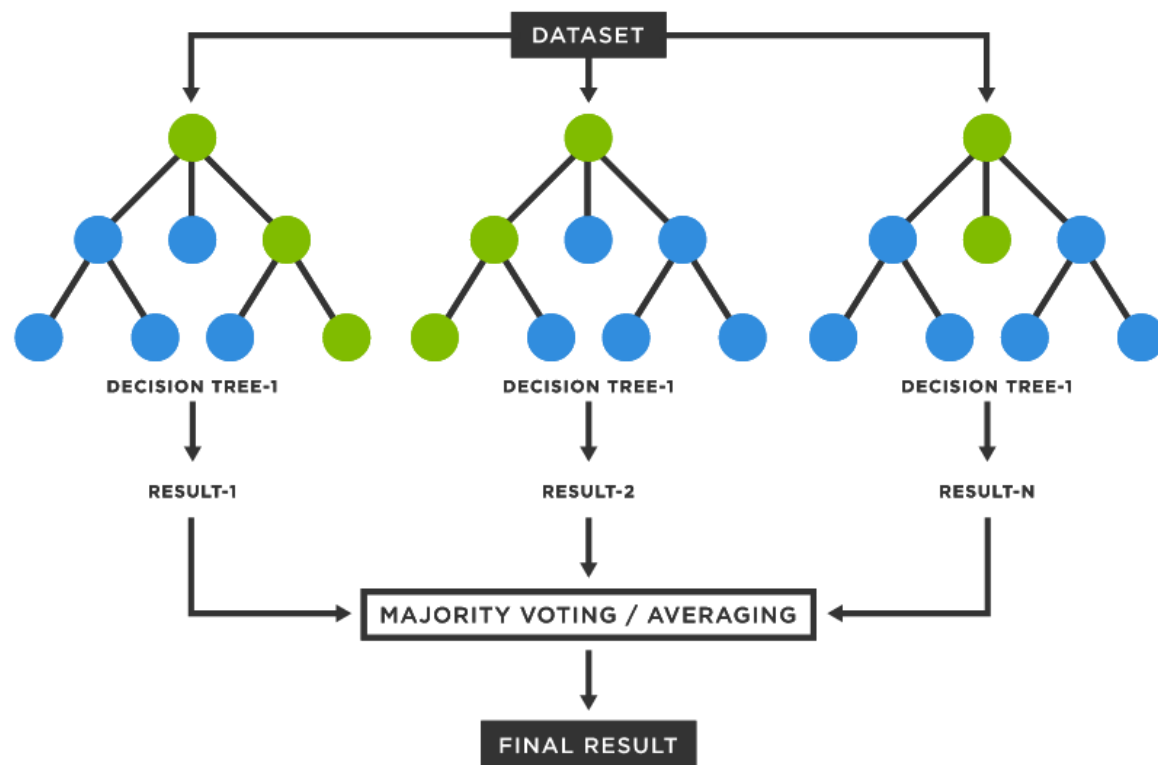 DATASET
DECISION TREE-1
DECISION TREE-1
DECISION TREE-1
RESULT-1
RESULT-2
RESULT-N
MAJORITY VOTING / AVERAGING
FINAL RESULT